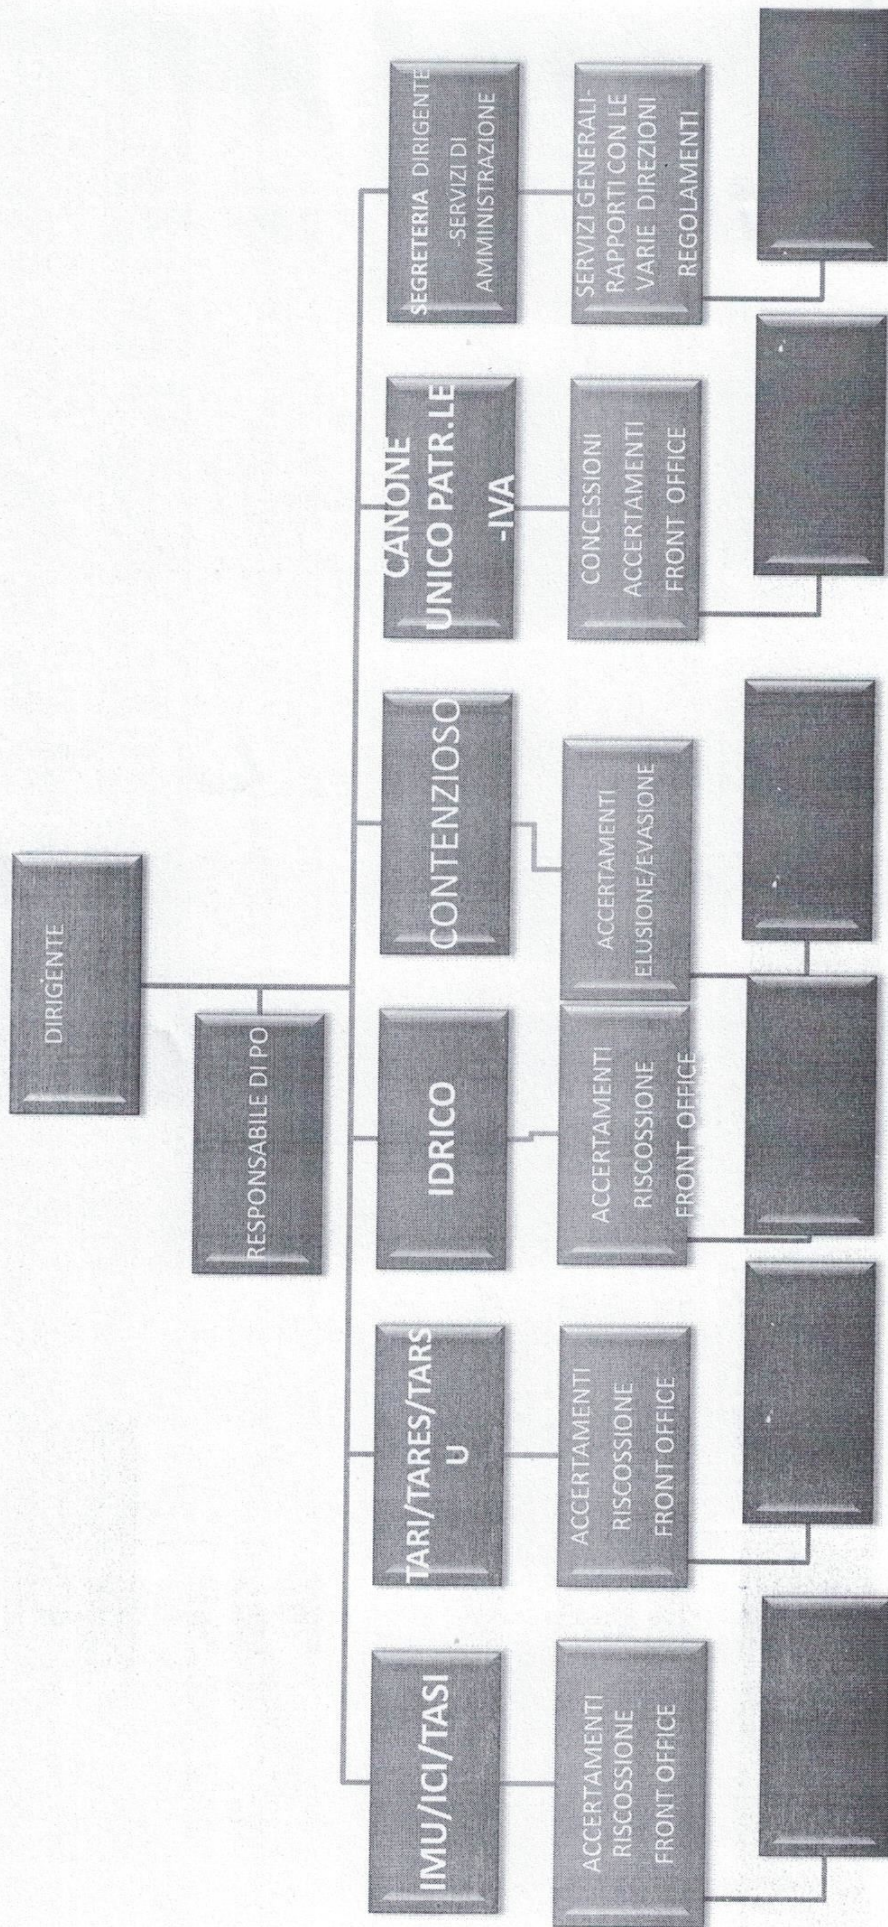 DIRIGENTE
RESPONSABILE DI PO
IMU/ICI/TASI
TARI/TARES/TARS
U
IDRICO
CONTENZIOSO
CANONE
UNICO PATR.LE
-IVA
SEGRETERIA DIRIGENTE
-SERVIZI DI
AMMINISTRAZIONE
ACCERTAMENTI
RISCOSSIONE
FRONT OFFICE
ACCERTAMENTI
RISCOSSIONE
FRONT OFFICE
ACCERTAMENTI
RISCOSSIONE
FRONT OFFICE
ACCERTAMENTI
ELUSIONE/EVASIONE
CONCESSIONI
ACCERTAMENTI
FRONT OFFICE
SERVIZI GENERALI-
RAPPORTI CON LE
VARIE DIREZIONI
REGOLAMENTI